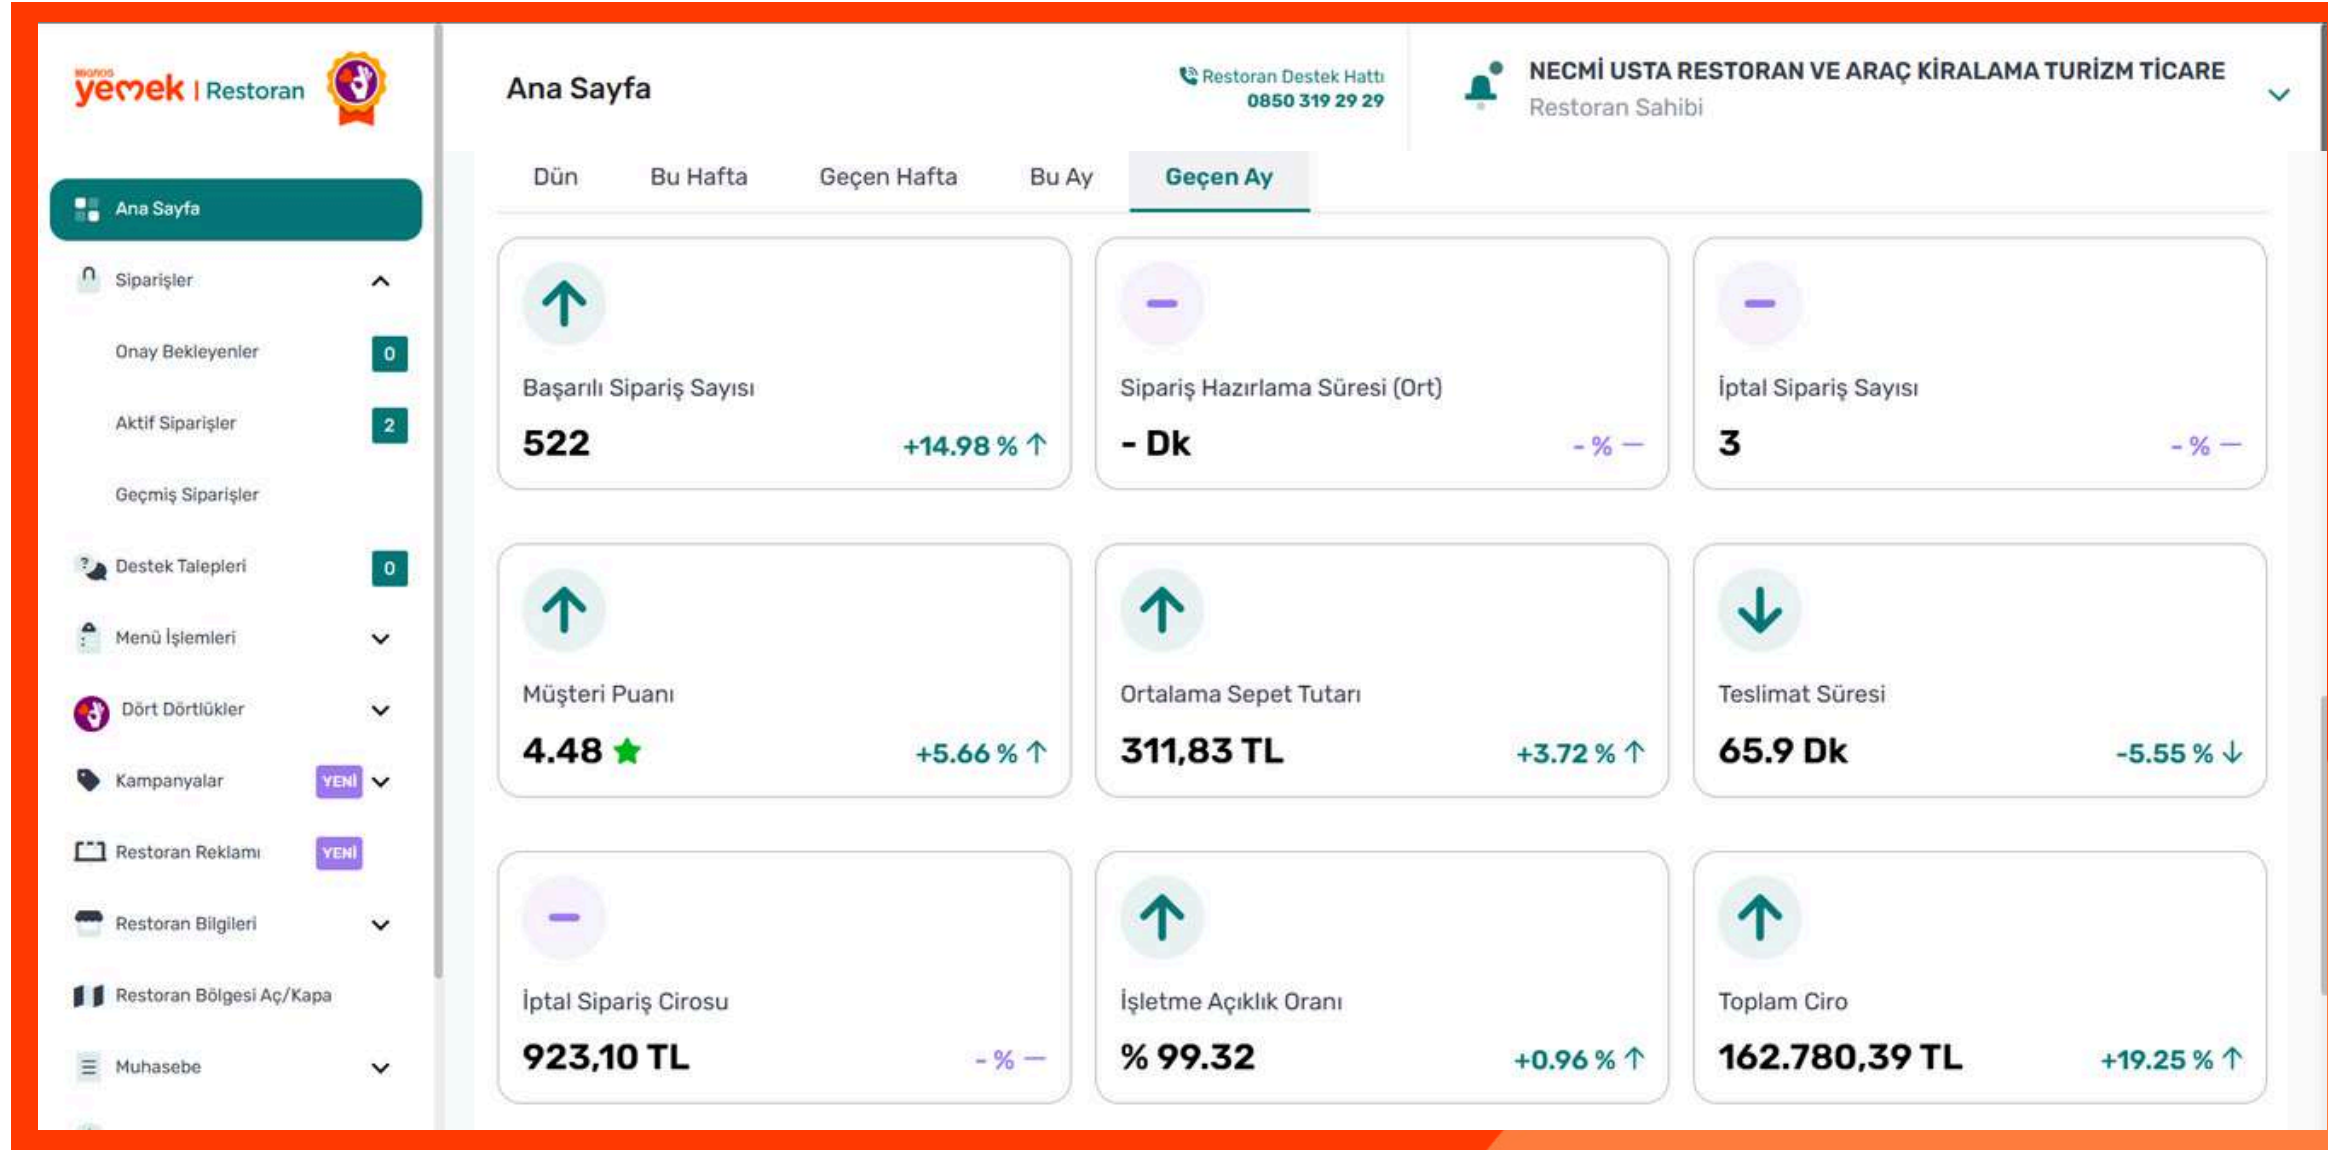 Migros
yemek | Restoran
Ana Sayfa
Restoran Destek Hattı
0850 319 29 29
NECMİ USTA RESTORAN VE ARAÇ KİRALAMA TURİZM TİCARE
Restoran Sahibi
Ana Sayfa
Siparişler
Onay Bekleyenler 0
Aktif Siparişler 2
Geçmiş Siparişler
Destek Talepleri 0
Menü İşlemleri
Dört Dörtlükler
Kampanyalar YENİ
Restoran Reklamı YENİ
Restoran Bilgileri
Restoran Bölgesi Aç/Kapa
Muhasebe
Dün Bu Hafta Geçen Hafta Bu Ay Geçen Ay
Başarılı Sipariş Sayısı
522 +14.98 % ↑
Sipariş Hazırlama Süresi (Ort)
- Dk - % —
İptal Sipariş Sayısı
3 - % —
Müşteri Puanı
4.48 +5.66 % ↑
Ortalama Sepet Tutarı
311,83 TL +3.72 % ↑
Teslimat Süresi
65.9 Dk -5.55 % ↓
İptal Sipariş Cirosu
923,10 TL - % —
İşletme Açıklık Oranı
% 99.32 +0.96 % ↑
Toplam Ciro
162.780,39 TL +19.25 % ↑